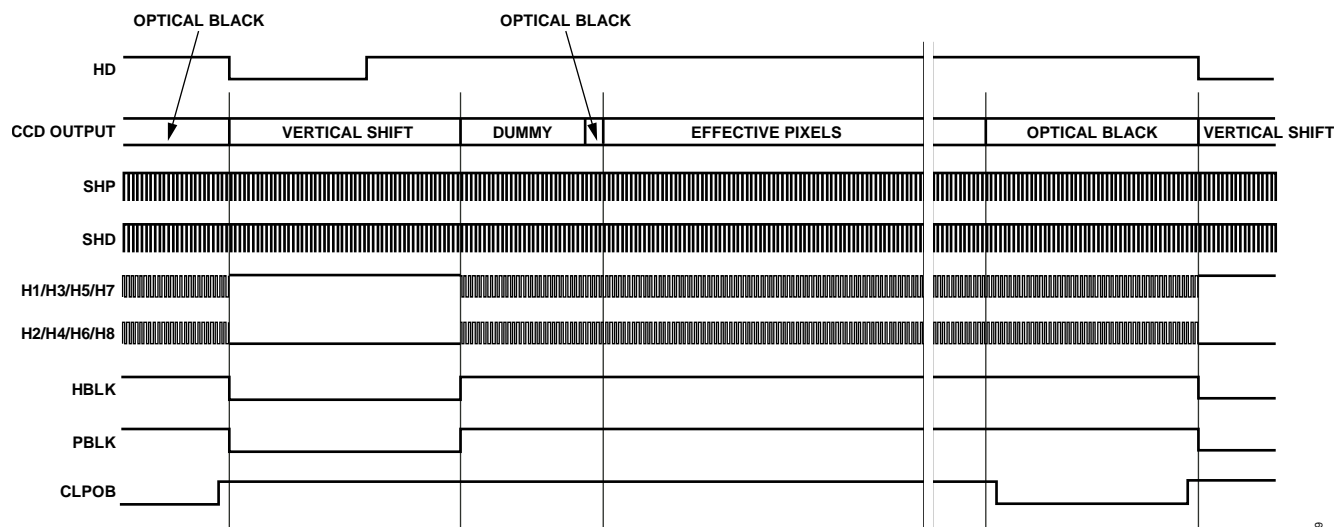 OPTICAL BLACK
OPTICAL BLACK
HD
CCD OUTPUT
VERTICAL SHIFT
DUMMY
EFFECTIVE PIXELS
OPTICAL BLACK
VERTICAL SHIFT
SHP
SHD
H1/H3/H5/H7
H2/H4/H6/H8
HBLK
PBLK
CLPOB